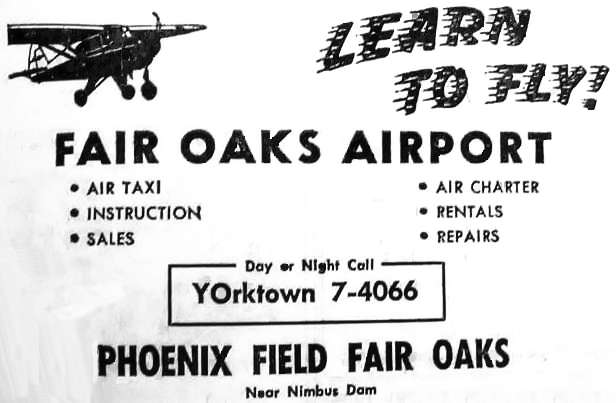 LEARN
TO FLY!
FAIR OAKS AIRPORT
• AIR TAXI
• INSTRUCTION
• SALES
• AIR CHARTER
• RENTALS
• REPAIRS
Day or Night Call
YOrktown 7-4066
PHOENIX FIELD FAIR OAKS
Near Nimbus Dam